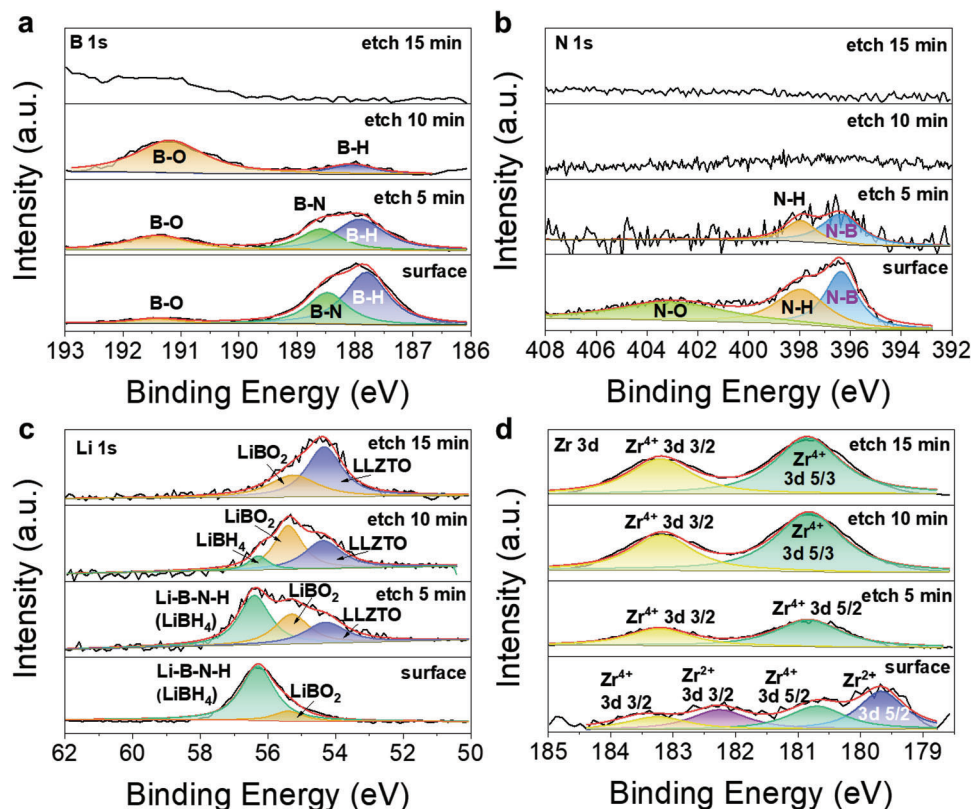 a
B 1s
etch 15 min
etch 10 min
B-O
B-H
etch 5 min
B-N
B-O
B-H
surface
B-O
B-N
B-H
193 192 191 190 189 188 187 186
Binding Energy (eV)
Intensity (a.u.)
b
N 1s
etch 15 min
etch 10 min
etch 5 min
N-H
N-B
surface
N-O
N-H
N-B
408 406 404 402 400 398 396 394 392
Binding Energy (eV)
Intensity (a.u.)
c
Li 1s
etch 15 min
LiBO2
LLZTO
etch 10 min
LiBO2
LiBH4
LLZTO
etch 5 min
Li-B-N-H
(LiBH4)
LiBO2
LLZTO
surface
Li-B-N-H
(LiBH4)
LiBO2
62 60 58 56 54 52 50
Binding Energy (eV)
Intensity (a.u.)
d
Zr 3d
etch 15 min
Zr4+ 3d 3/2
Zr4+
3d 5/3
etch 10 min
Zr4+ 3d 3/2
Zr4+
3d 5/3
etch 5 min
Zr4+ 3d 3/2
Zr4+ 3d 5/2
surface
Zr4+
3d 3/2
Zr2+
3d 3/2
Zr4+
3d 5/2
Zr2+
3d 5/2
185 184 183 182 181 180 179
Binding Energy (eV)
Intensity (a.u.)